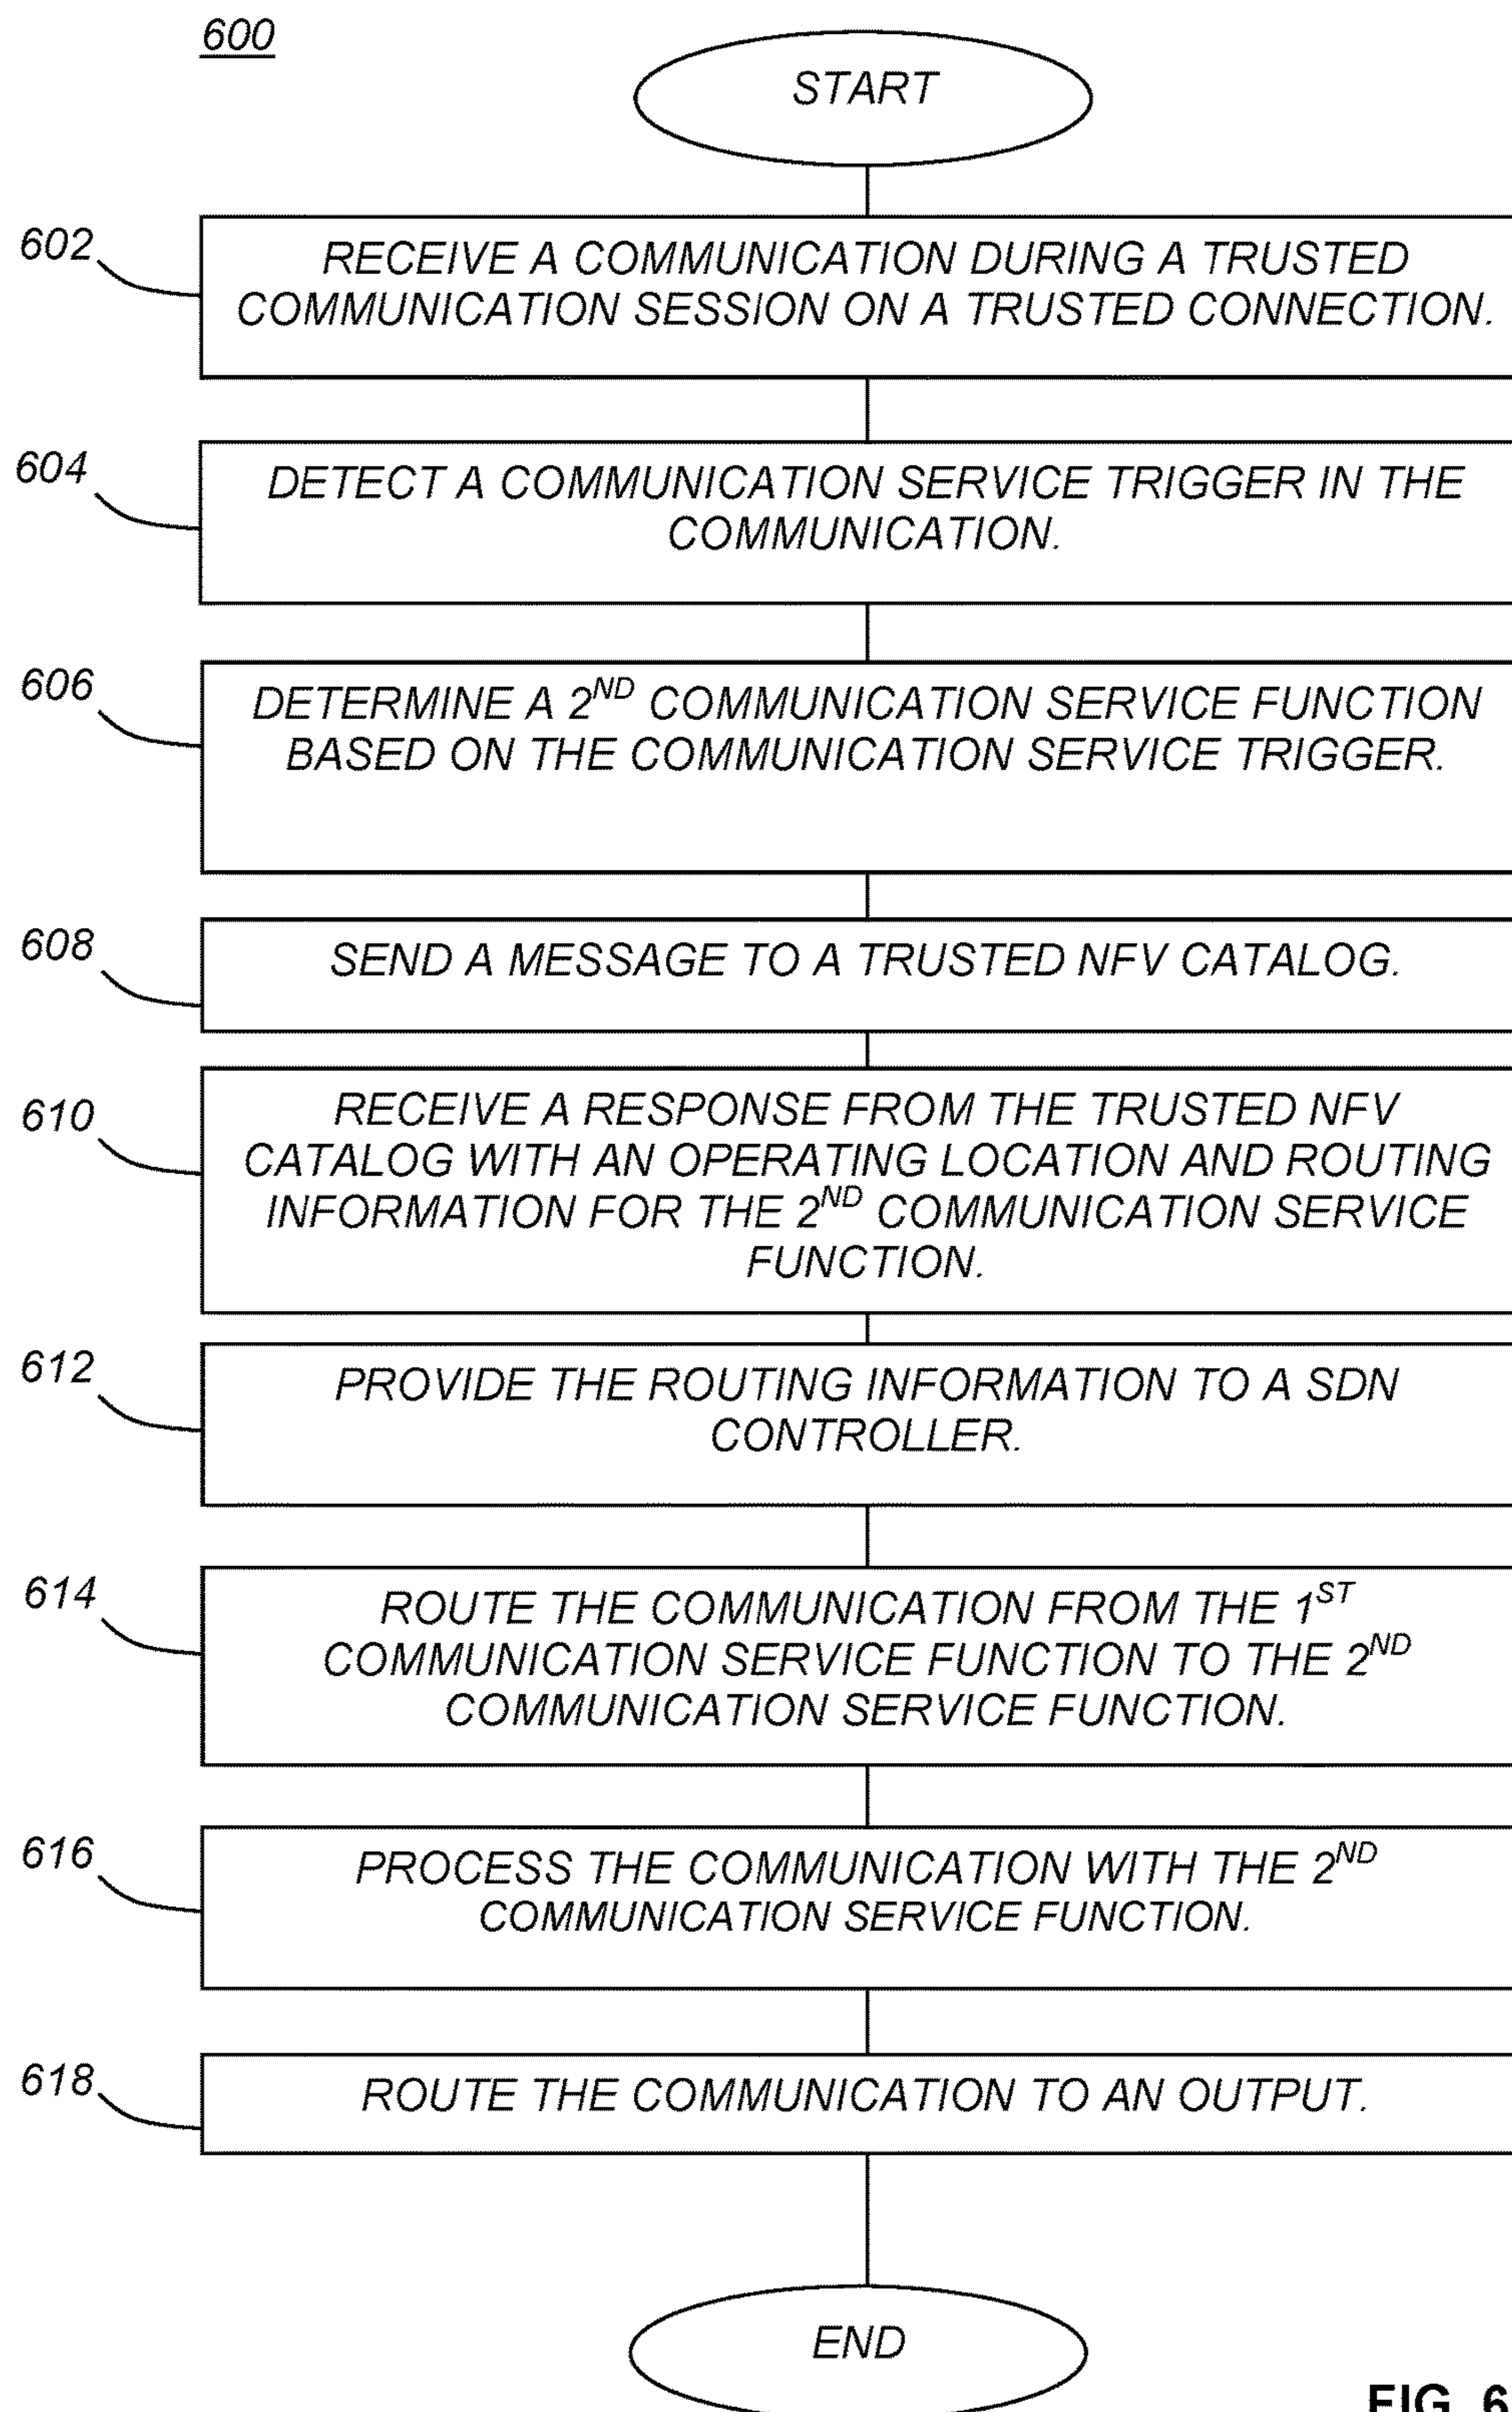 600
START
602
RECEIVE A COMMUNICATION DURING A TRUSTED
COMMUNICATION SESSION ON A TRUSTED CONNECTION.
604
DETECT A COMMUNICATION SERVICE TRIGGER IN THE
COMMUNICATION.
606
DETERMINE A 2ND COMMUNICATION SERVICE FUNCTION
BASED ON THE COMMUNICATION SERVICE TRIGGER.
608
SEND A MESSAGE TO A TRUSTED NFV CATALOG.
610
RECEIVE A RESPONSE FROM THE TRUSTED NFV
CATALOG WITH AN OPERATING LOCATION AND ROUTING
INFORMATION FOR THE 2ND COMMUNICATION SERVICE
FUNCTION.
612
PROVIDE THE ROUTING INFORMATION TO A SDN
CONTROLLER.
614
ROUTE THE COMMUNICATION FROM THE 1ST
COMMUNICATION SERVICE FUNCTION TO THE 2ND
COMMUNICATION SERVICE FUNCTION.
616
PROCESS THE COMMUNICATION WITH THE 2ND
COMMUNICATION SERVICE FUNCTION.
618
ROUTE THE COMMUNICATION TO AN OUTPUT.
END
FIG. 6